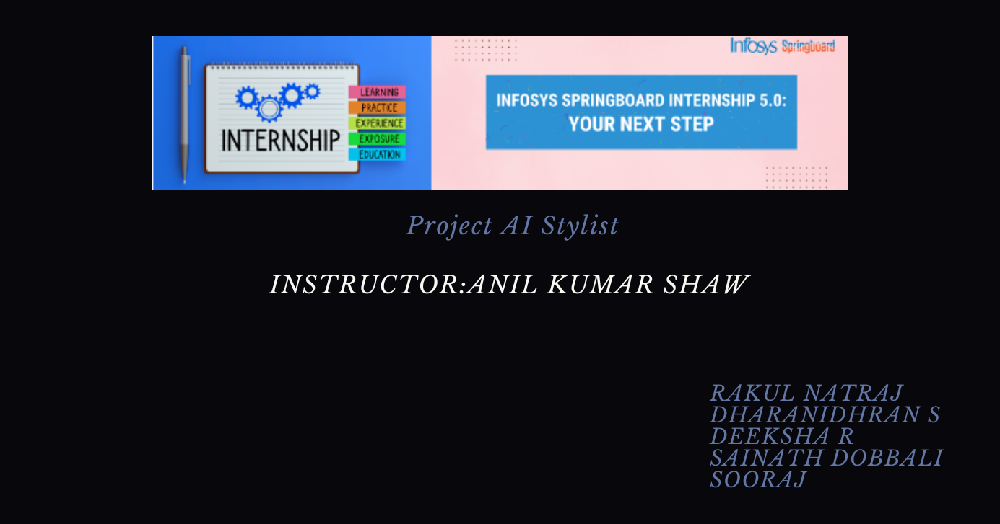 INTERNSHIP
LEARNING
PRACTICE
EXPERIENCE
EXPOSURE
EDUCATION
Infosys Springboard
INFOSYS SPRINGBOARD INTERNSHIP 5.0:
YOUR NEXT STEP
Project AI Stylist
INSTRUCTOR:ANIL KUMAR SHAW
RAKUL NATRAJ
DHARANIDHRAN S
DEEKSHA R
SAINATH DOBBALI
SOORAJ